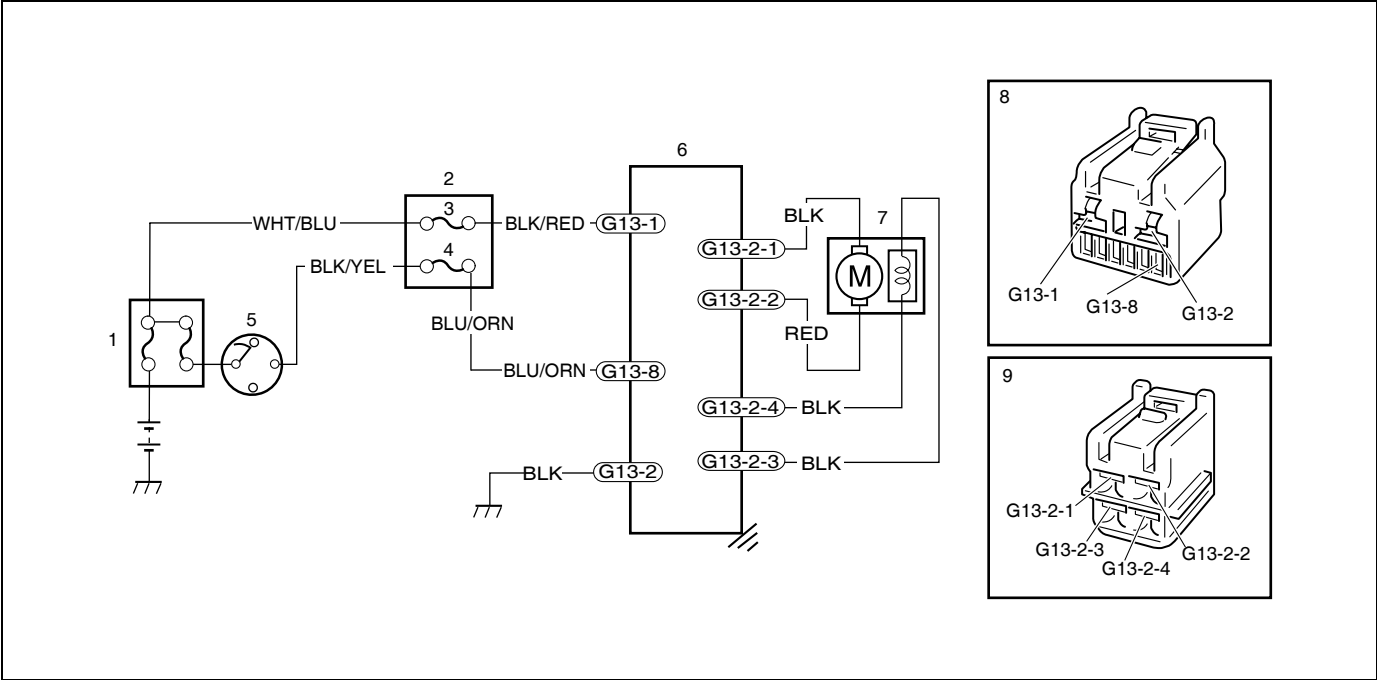 6
2
3
WHT/BLU
BLK/RED
G13-1
4
BLK/YEL
BLU/ORN
1
5
BLU/ORN
G13-8
BLK
G13-2
G13-2-1
BLK
7
M
G13-2-2
RED
G13-2-4
BLK
G13-2-3
BLK
8
G13-1
G13-8
G13-2
9
G13-2-1
G13-2-3
G13-2-4
G13-2-2